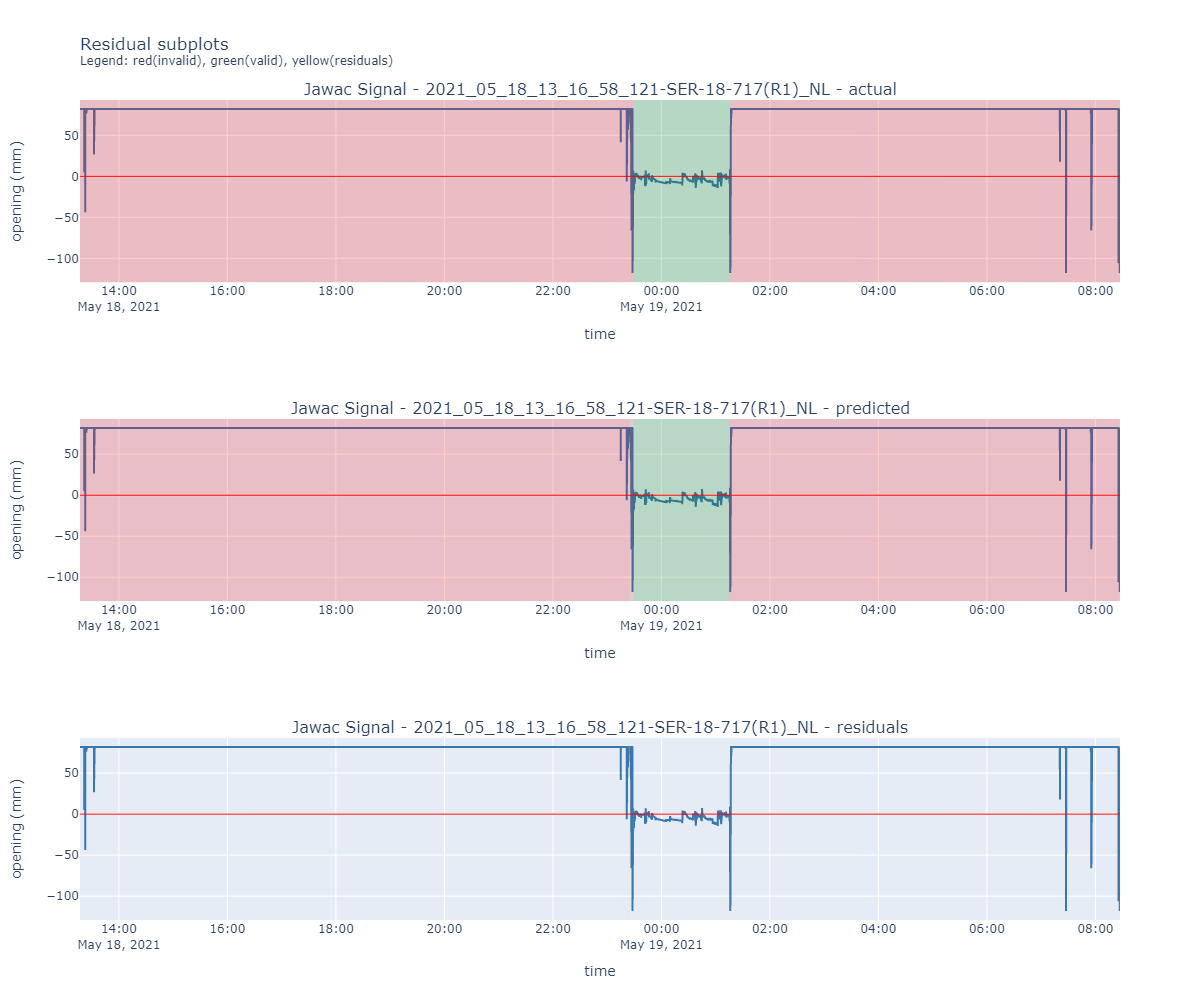 Residual subplots
Legend: red(invalid), green(valid), yellow(residuals)
Jawac Signal - 2021_05_18_13_16_58_121-SER-18-717(R1)_NL - actual
opening (mm)
50
0
−50
−100
14:00 16:00 18:00 20:00 22:00 00:00 02:00 04:00 06:00 08:00
May 18, 2021 May 19, 2021
time
Jawac Signal - 2021_05_18_13_16_58_121-SER-18-717(R1)_NL - predicted
opening (mm)
50
0
−50
−100
14:00 16:00 18:00 20:00 22:00 00:00 02:00 04:00 06:00 08:00
May 18, 2021 May 19, 2021
time
Jawac Signal - 2021_05_18_13_16_58_121-SER-18-717(R1)_NL - residuals
opening (mm)
50
0
−50
−100
14:00 16:00 18:00 20:00 22:00 00:00 02:00 04:00 06:00 08:00
May 18, 2021 May 19, 2021
time